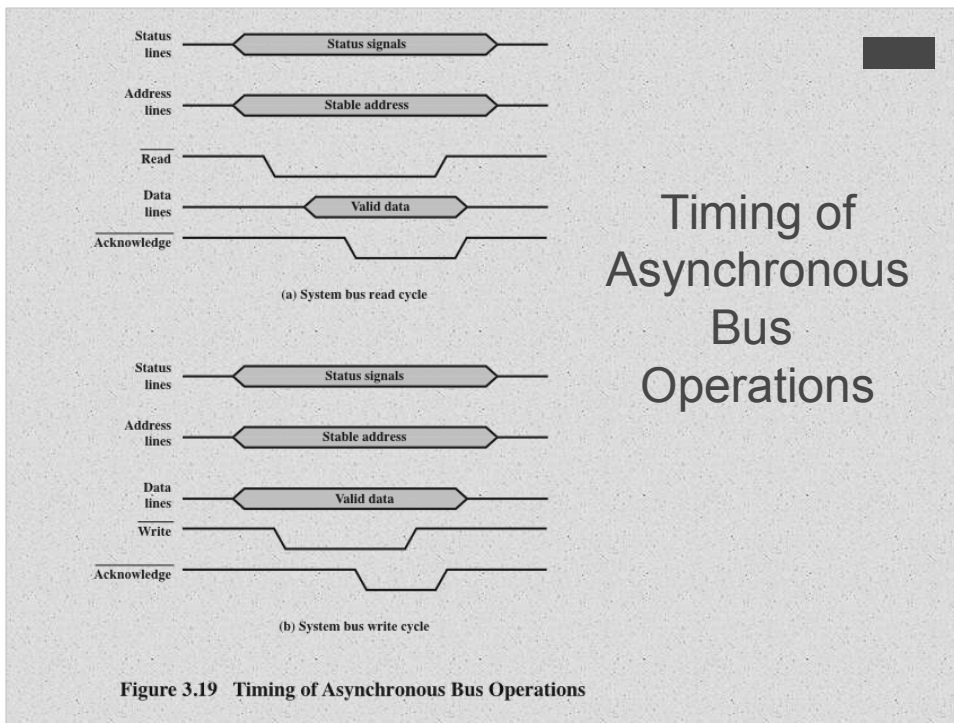 Status
lines
Status signals
Address
lines
Stable address
Read
Data
lines
Valid data
Acknowledge
(a) System bus read cycle
Status
lines
Status signals
Address
lines
Stable address
Data
lines
Valid data
Write
Acknowledge
(b) System bus write cycle
Figure 3.19 Timing of Asynchronous Bus Operations
Timing of
Asynchronous
Bus
Operations